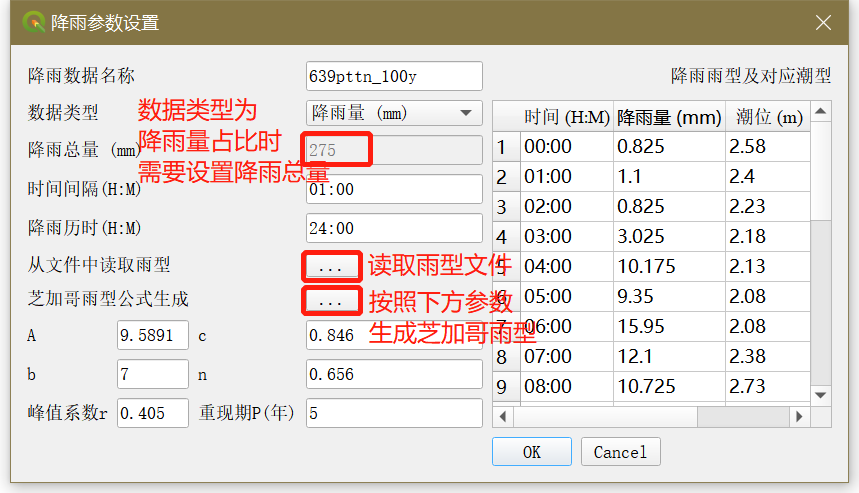 降雨参数设置
降雨数据名称 639pttn_100y
降雨雨型及对应潮型
数据类型 降雨量 (mm)
降雨总量 (mm) 275
时间间隔(H:M) 01:00
降雨历时(H:M) 24:00
从文件中读取雨型 ...
芝加哥雨型公式生成 ...
A 9.5891 c 0.846
b 7 n 0.656
峰值系数r 0.405 重现期P(年) 5
数据类型为
降雨量占比时
需要设置降雨总量
读取雨型文件
按照下方参数
生成芝加哥雨型
时间 (H:M) 降雨量 (mm) 潮位 (m)
1 00:00 0.825 2.58
2 01:00 1.1 2.4
3 02:00 0.825 2.23
4 03:00 3.025 2.18
5 04:00 10.175 2.13
6 05:00 9.35 2.08
7 06:00 15.95 2.08
8 07:00 12.1 2.38
9 08:00 10.725 2.73
OK Cancel